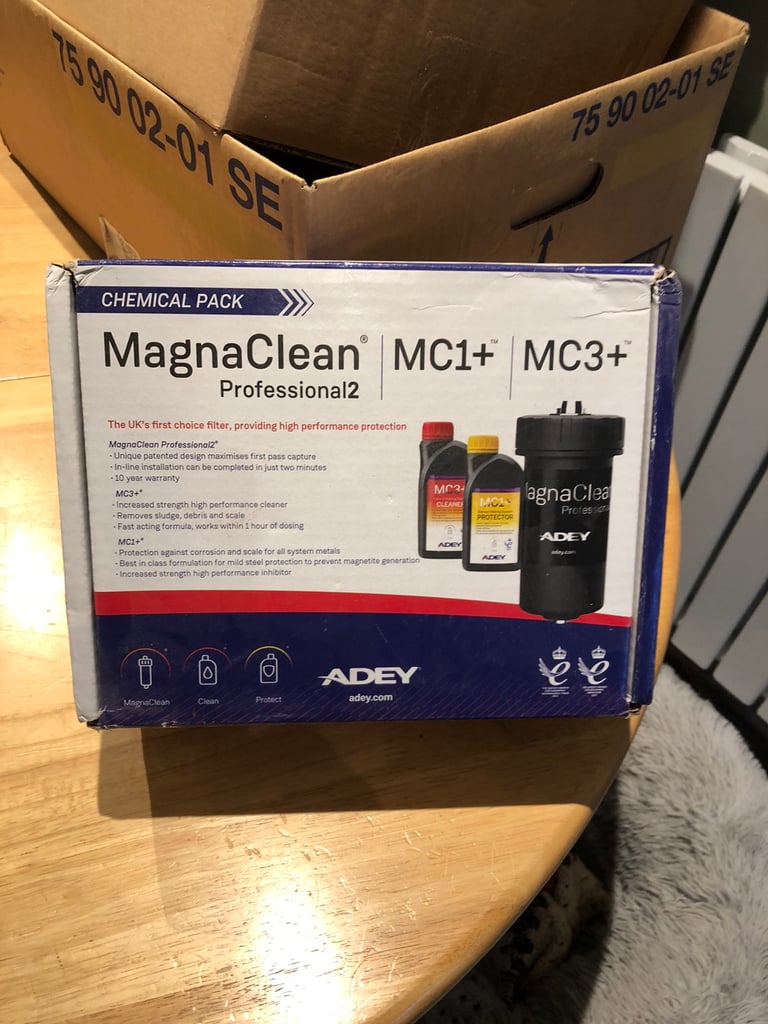 75 90 02-01 SE
75 90 02-01 SE
CHEMICAL PACK
MagnaClean® Professional2
MC1+™
MC3+™
The UK's first choice filter, providing high performance protection
MagnaClean Professional2®
· Unique patented design maximises first pass capture
· In-line installation can be completed in just two minutes
· 10 year warranty
MC3+®
· Increased strength high performance cleaner
· Removes sludge, debris and scale
· Fast acting formula, works within 1 hour of dosing
MC1+®
· Protection against corrosion and scale for all system metals
· Best in class formulation for mild steel protection to prevent magnetite generation
· Increased strength high performance inhibitor
MC3+
CLEANER
ADEY
MC1+
PROTECTOR
ADEY
MagnaClean
Professional
ADEY
adey.com
MagnaClean
Clean
Protect
ADEY®
adey.com